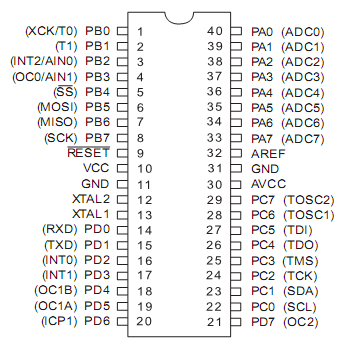 (XCK/T0) PB0 1 40 PA0 (ADC0)
(T1) PB1 2 39 PA1 (ADC1)
(INT2/AIN0) PB2 3 38 PA2 (ADC2)
(OC0/AIN1) PB3 4 37 PA3 (ADC3)
(SS) PB4 5 36 PA4 (ADC4)
(MOSI) PB5 6 35 PA5 (ADC5)
(MISO) PB6 7 34 PA6 (ADC6)
(SCK) PB7 8 33 PA7 (ADC7)
RESET 9 32 AREF
VCC 10 31 GND
GND 11 30 AVCC
XTAL2 12 29 PC7 (TOSC2)
XTAL1 13 28 PC6 (TOSC1)
(RXD) PD0 14 27 PC5 (TDI)
(TXD) PD1 15 26 PC4 (TDO)
(INT0) PD2 16 25 PC3 (TMS)
(INT1) PD3 17 24 PC2 (TCK)
(OC1B) PD4 18 23 PC1 (SDA)
(OC1A) PD5 19 22 PC0 (SCL)
(ICP1) PD6 20 21 PD7 (OC2)